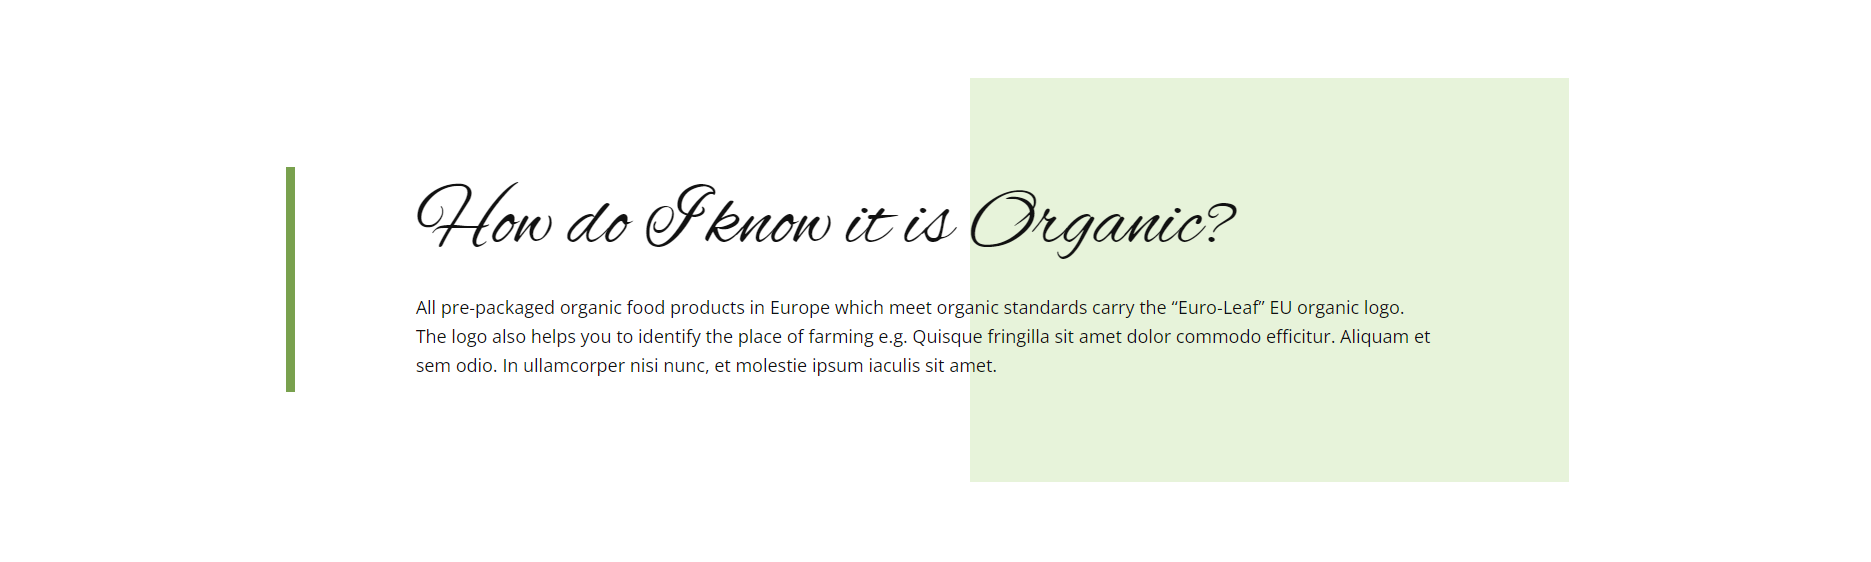 How do I know it is Organic?
All pre-packaged organic food products in Europe which meet organic standards carry the “Euro-Leaf” EU organic logo.
The logo also helps you to identify the place of farming e.g. Quisque fringilla sit amet dolor commodo efficitur. Aliquam et
sem odio. In ullamcorper nisi nunc, et molestie ipsum iaculis sit amet.